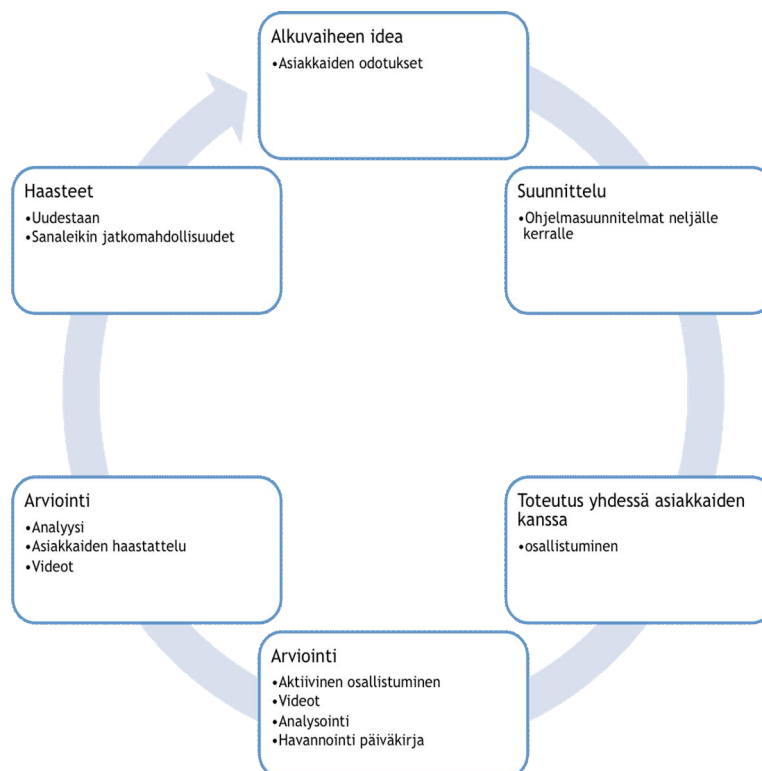 Alkuvaiheen idea
•Asiakkaiden odotukset
Suunnittelu
•Ohjelmasuunnitelmat neljälle
kerralle
Toteutus yhdessä asiakkaiden
kanssa
•osallistuminen
Arviointi
•Aktiivinen osallistuminen
•Videot
•Analysointi
•Havannointi päiväkirja
Arviointi
•Analyysi
•Asiakkaiden haastattelu
•Videot
Haasteet
•Uudestaan
•Sanaleikin jatkomahdollisuudet